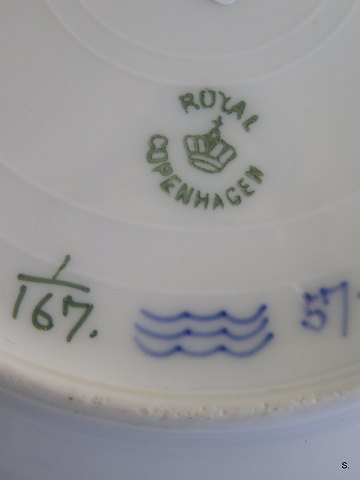 ROYAL
COPENHAGEN
1
167.
57
S.